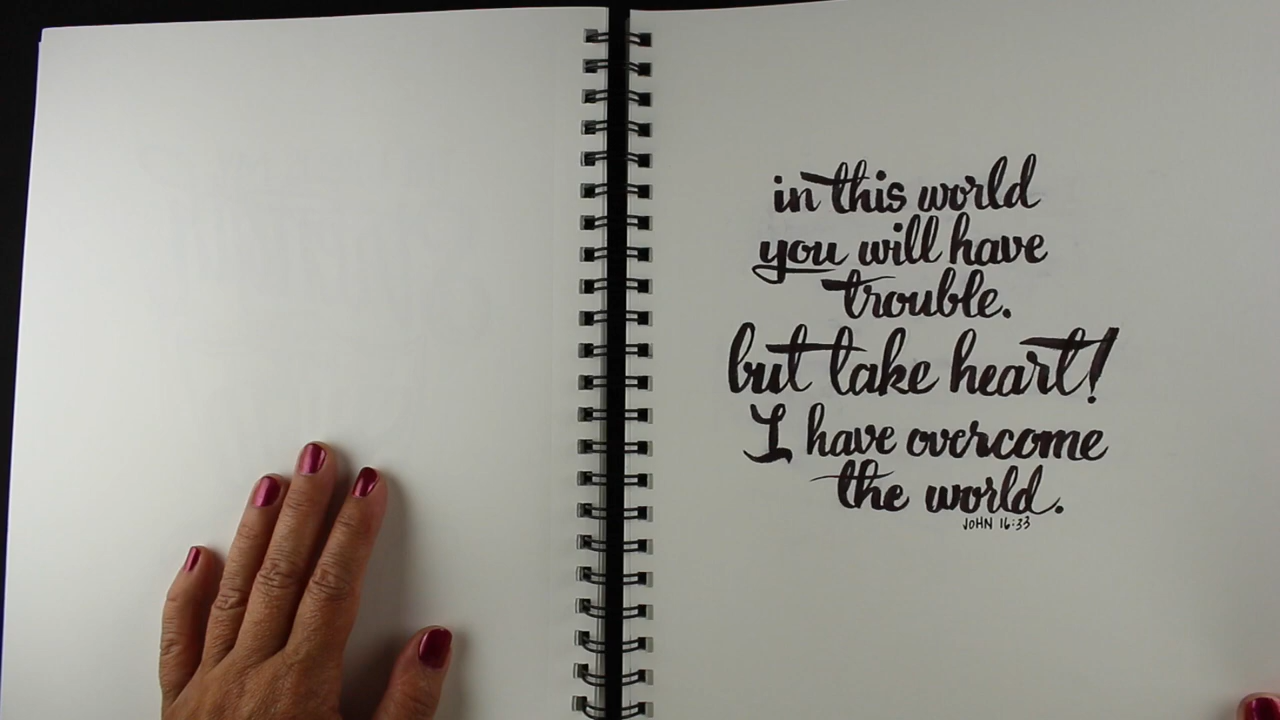 in this world
you will have
trouble.
but take heart!
I have overcome
the world.
JOHN 16:33